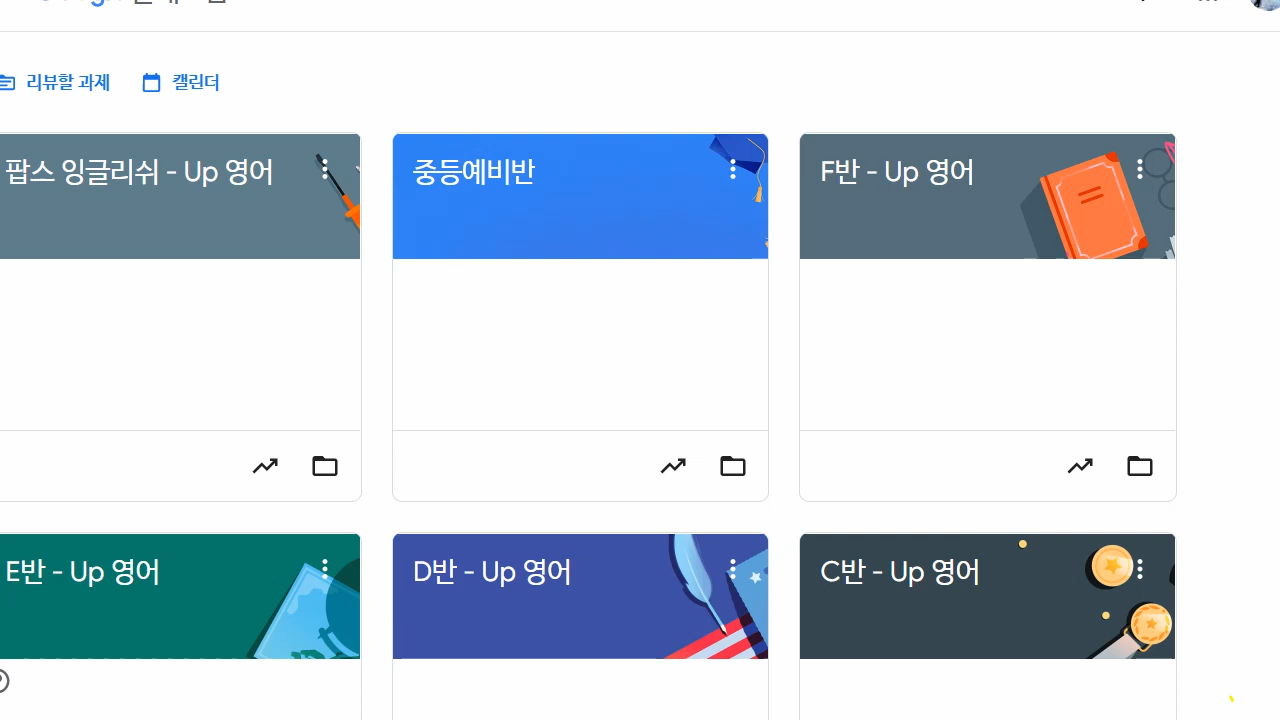 리뷰할 과제 캘린더
팝스 잉글리쉬 - Up 영어
중등예비반
F반 - Up 영어
E반 - Up 영어
D반 - Up 영어
C반 - Up 영어